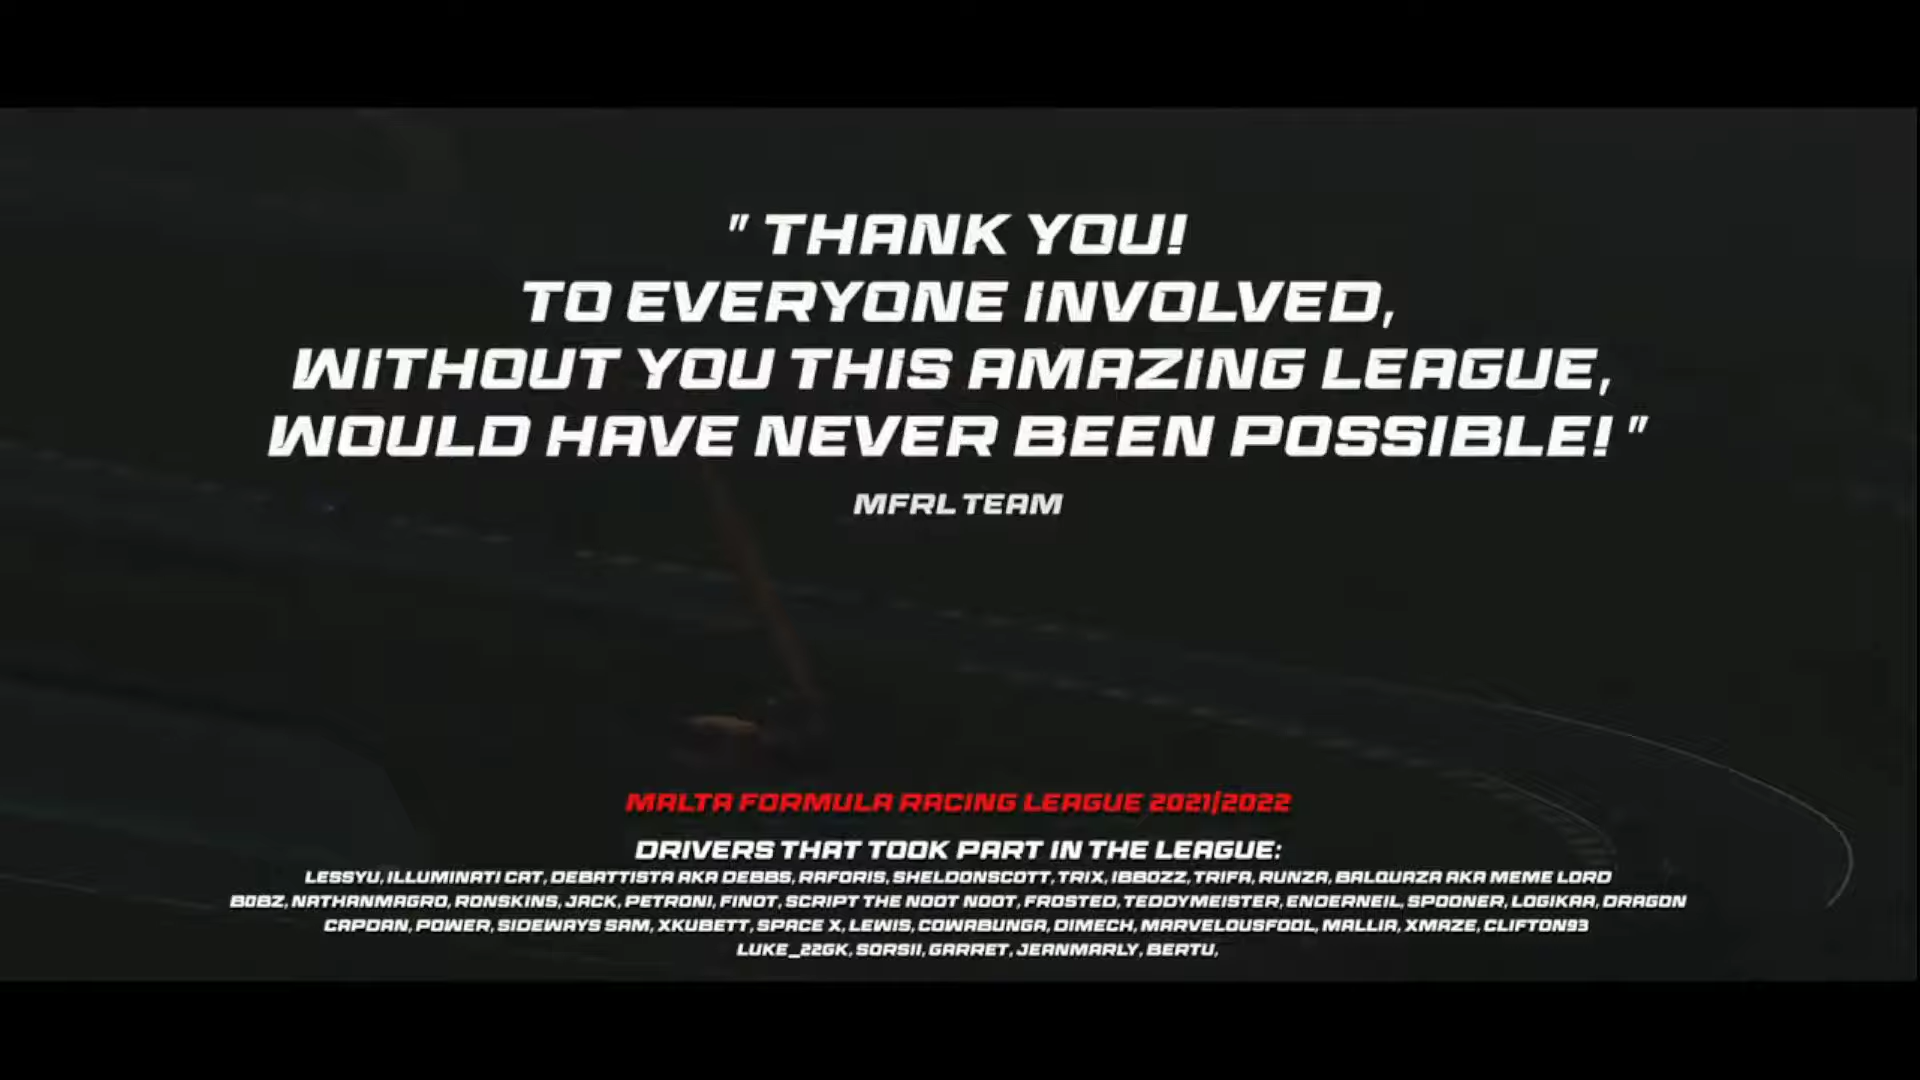 " THANK YOU!
TO EVERYONE INVOLVED,
WITHOUT YOU THIS AMAZING LEAGUE,
WOULD HAVE NEVER BEEN POSSIBLE! "
MFRL TEAM
MALTA FORMULA RACING LEAGUE 2021/2022
DRIVERS THAT TOOK PART IN THE LEAGUE:
LESSYU, ILLUMINATI CAT, DEBATTISTA AKA DEBBS, RAFORIS, SHELDONSCOTT, TRIX, IBBOZZ, TRIFA, RUNZA, BALQUAZA AKA MEME LORD
BOBZ, NATHANMAGRO, RONSKINS, JACK, PETRONI, FINOT, SCRIPT THE NOOT NOOT, FROSTED, TEDDYMEISTER, ENDERNEIL, SPOONER, LOGIKAA, DRAGON
CAPDAN, POWER, SIDEWAYS SAM, XKUBETT, SPACE X, LEWIS, COWABUNGA, DIMECH, MARVELOUSFOOL, MALLIA, XMAZE, CLIFTON93
LUKE_22GK, SORSII, GARRET, JEANMARLY, BERTU,